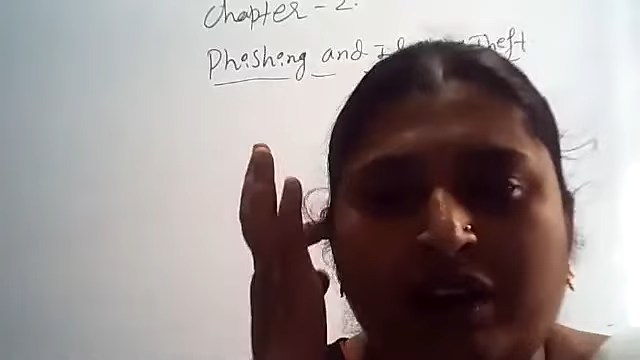 Chapter - 2.
Phishing and Theft